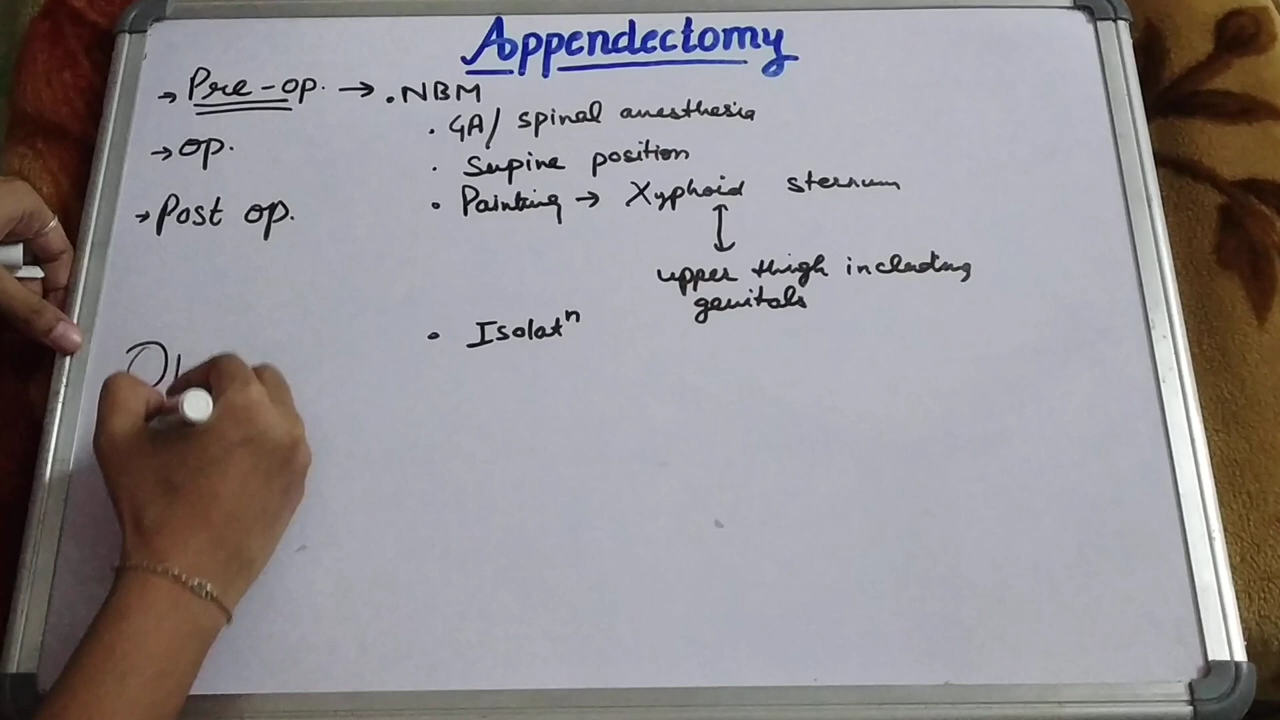 Appendectomy
→ Pre-op. → . NBM
. GA/ spinal anesthesia
→ op.
. Supine position
• Painting → Xyphoid sternum
→ Post op.
upper thigh including
genitals
• Isolatⁿ